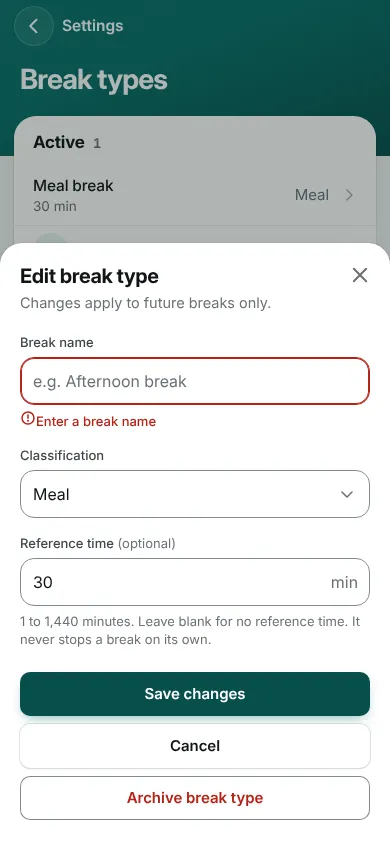 Settings
Break types
Active 1
Meal break
30 min
Meal
Edit break type
Changes apply to future breaks only.
Break name
e.g. Afternoon break
Enter a break name
Classification
Meal
Reference time (optional)
30 min
1 to 1,440 minutes. Leave blank for no reference time. It
never stops a break on its own.
Save changes
Cancel
Archive break type